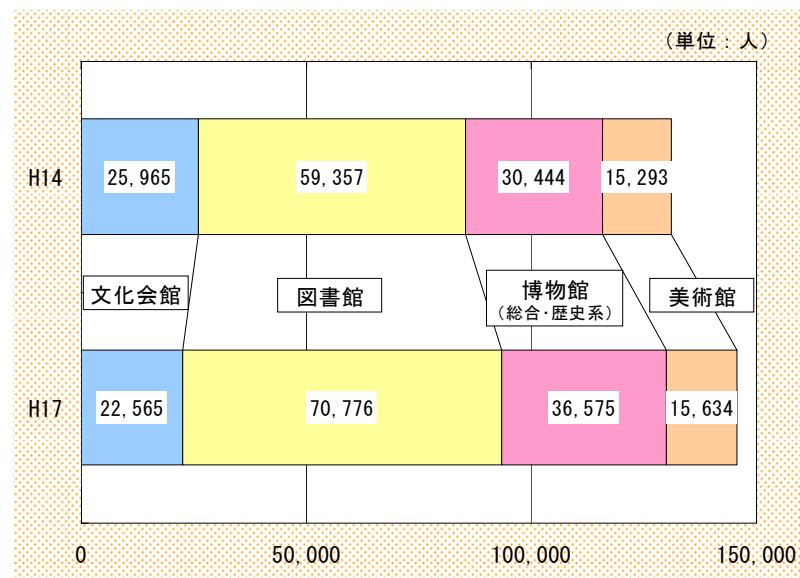 （単位：人）
H14
25,965
59,357
30,444
15,293
文化会館
図書館
博物館
（総合・歴史系）
美術館
H17
22,565
70,776
36,575
15,634
0
50,000
100,000
150,000